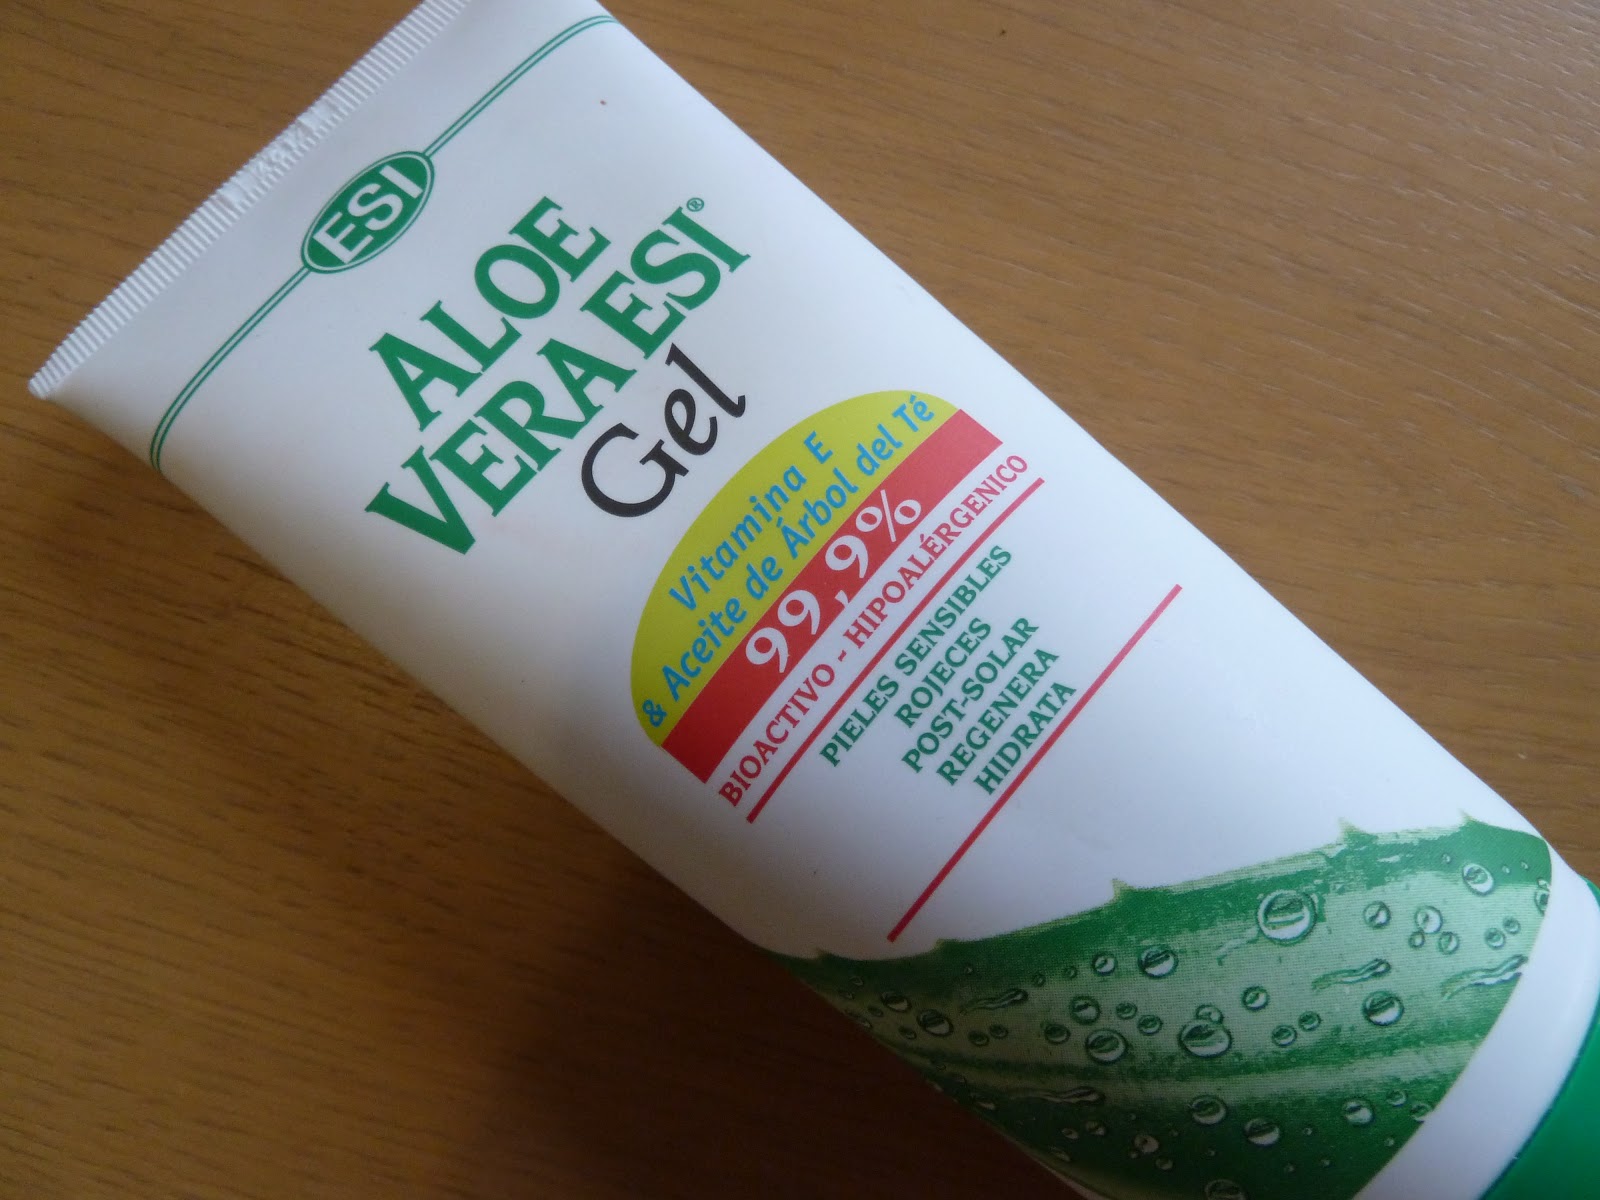 ESI
ALOE
VERA ESI®
Gel
Vitamina E
& Aceite de Árbol del Té
99,9%
BIOACTIVO - HIPOALÉRGENICO
PIELES SENSIBLES
ROJECES
POST-SOLAR
REGENERA
HIDRATA